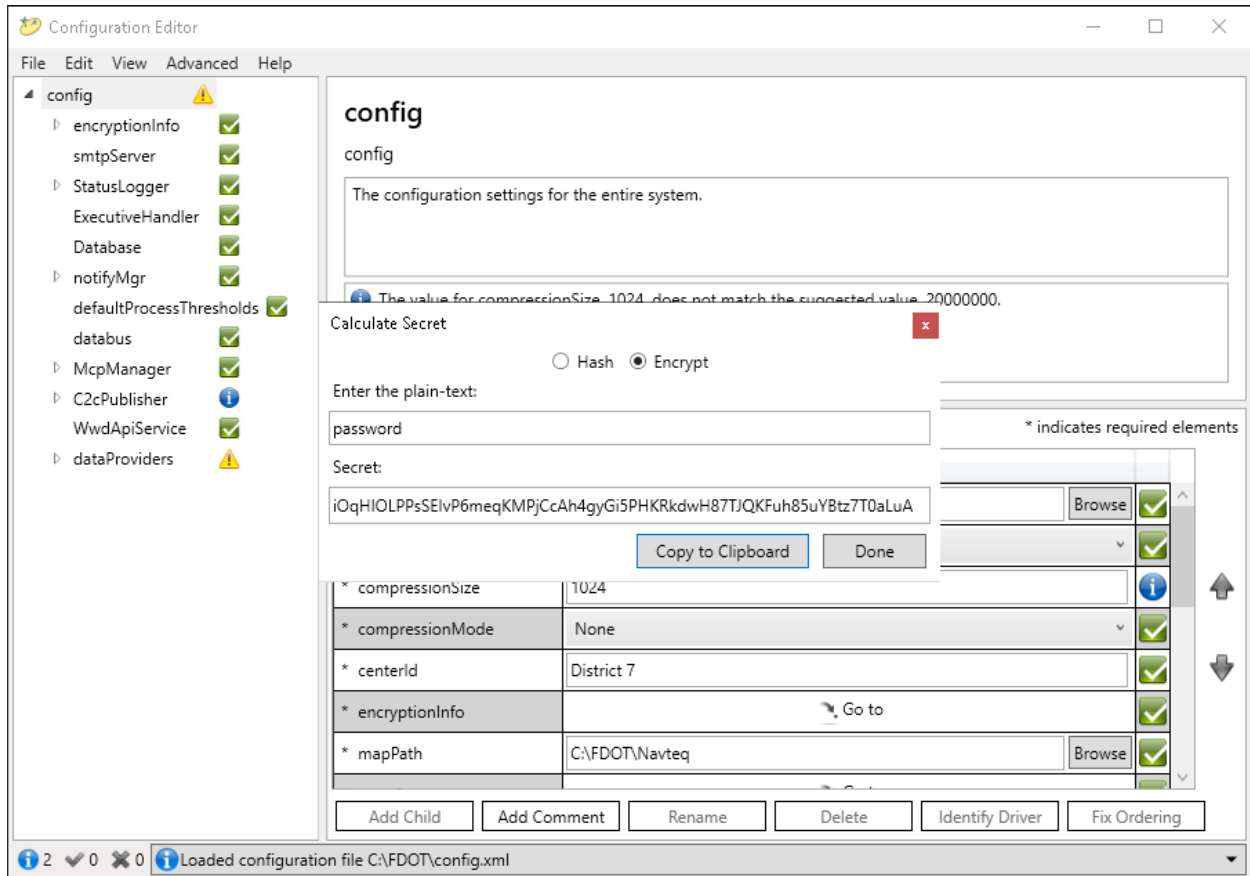 Configuration Editor
File Edit View Advanced Help
config
encryptionInfo
smtpServer
StatusLogger
ExecutiveHandler
Database
notifyMgr
defaultProcessThresholds
databus
McpManager
C2cPublisher
WwdApiService
dataProviders
config
config
The configuration settings for the entire system.
The value for compressionSize, 1024, does not match the suggested value, 20000000.
Calculate Secret
x
Hash Encrypt
Enter the plain-text:
password
Secret:
iOqHIOLPPsSEIvP6meqKMPjCcAh4gyGi5PHKRkdwH87TJQKFuh85uYBtz7T0aLuA
Copy to Clipboard Done
* indicates required elements
Browse
* compressionSize 1024
* compressionMode None
* centerId District 7
* encryptionInfo Go to
* mapPath C:\FDOT\Navteq Browse
Add Child Add Comment Rename Delete Identify Driver Fix Ordering
2 0 0 Loaded configuration file C:\FDOT\config.xml